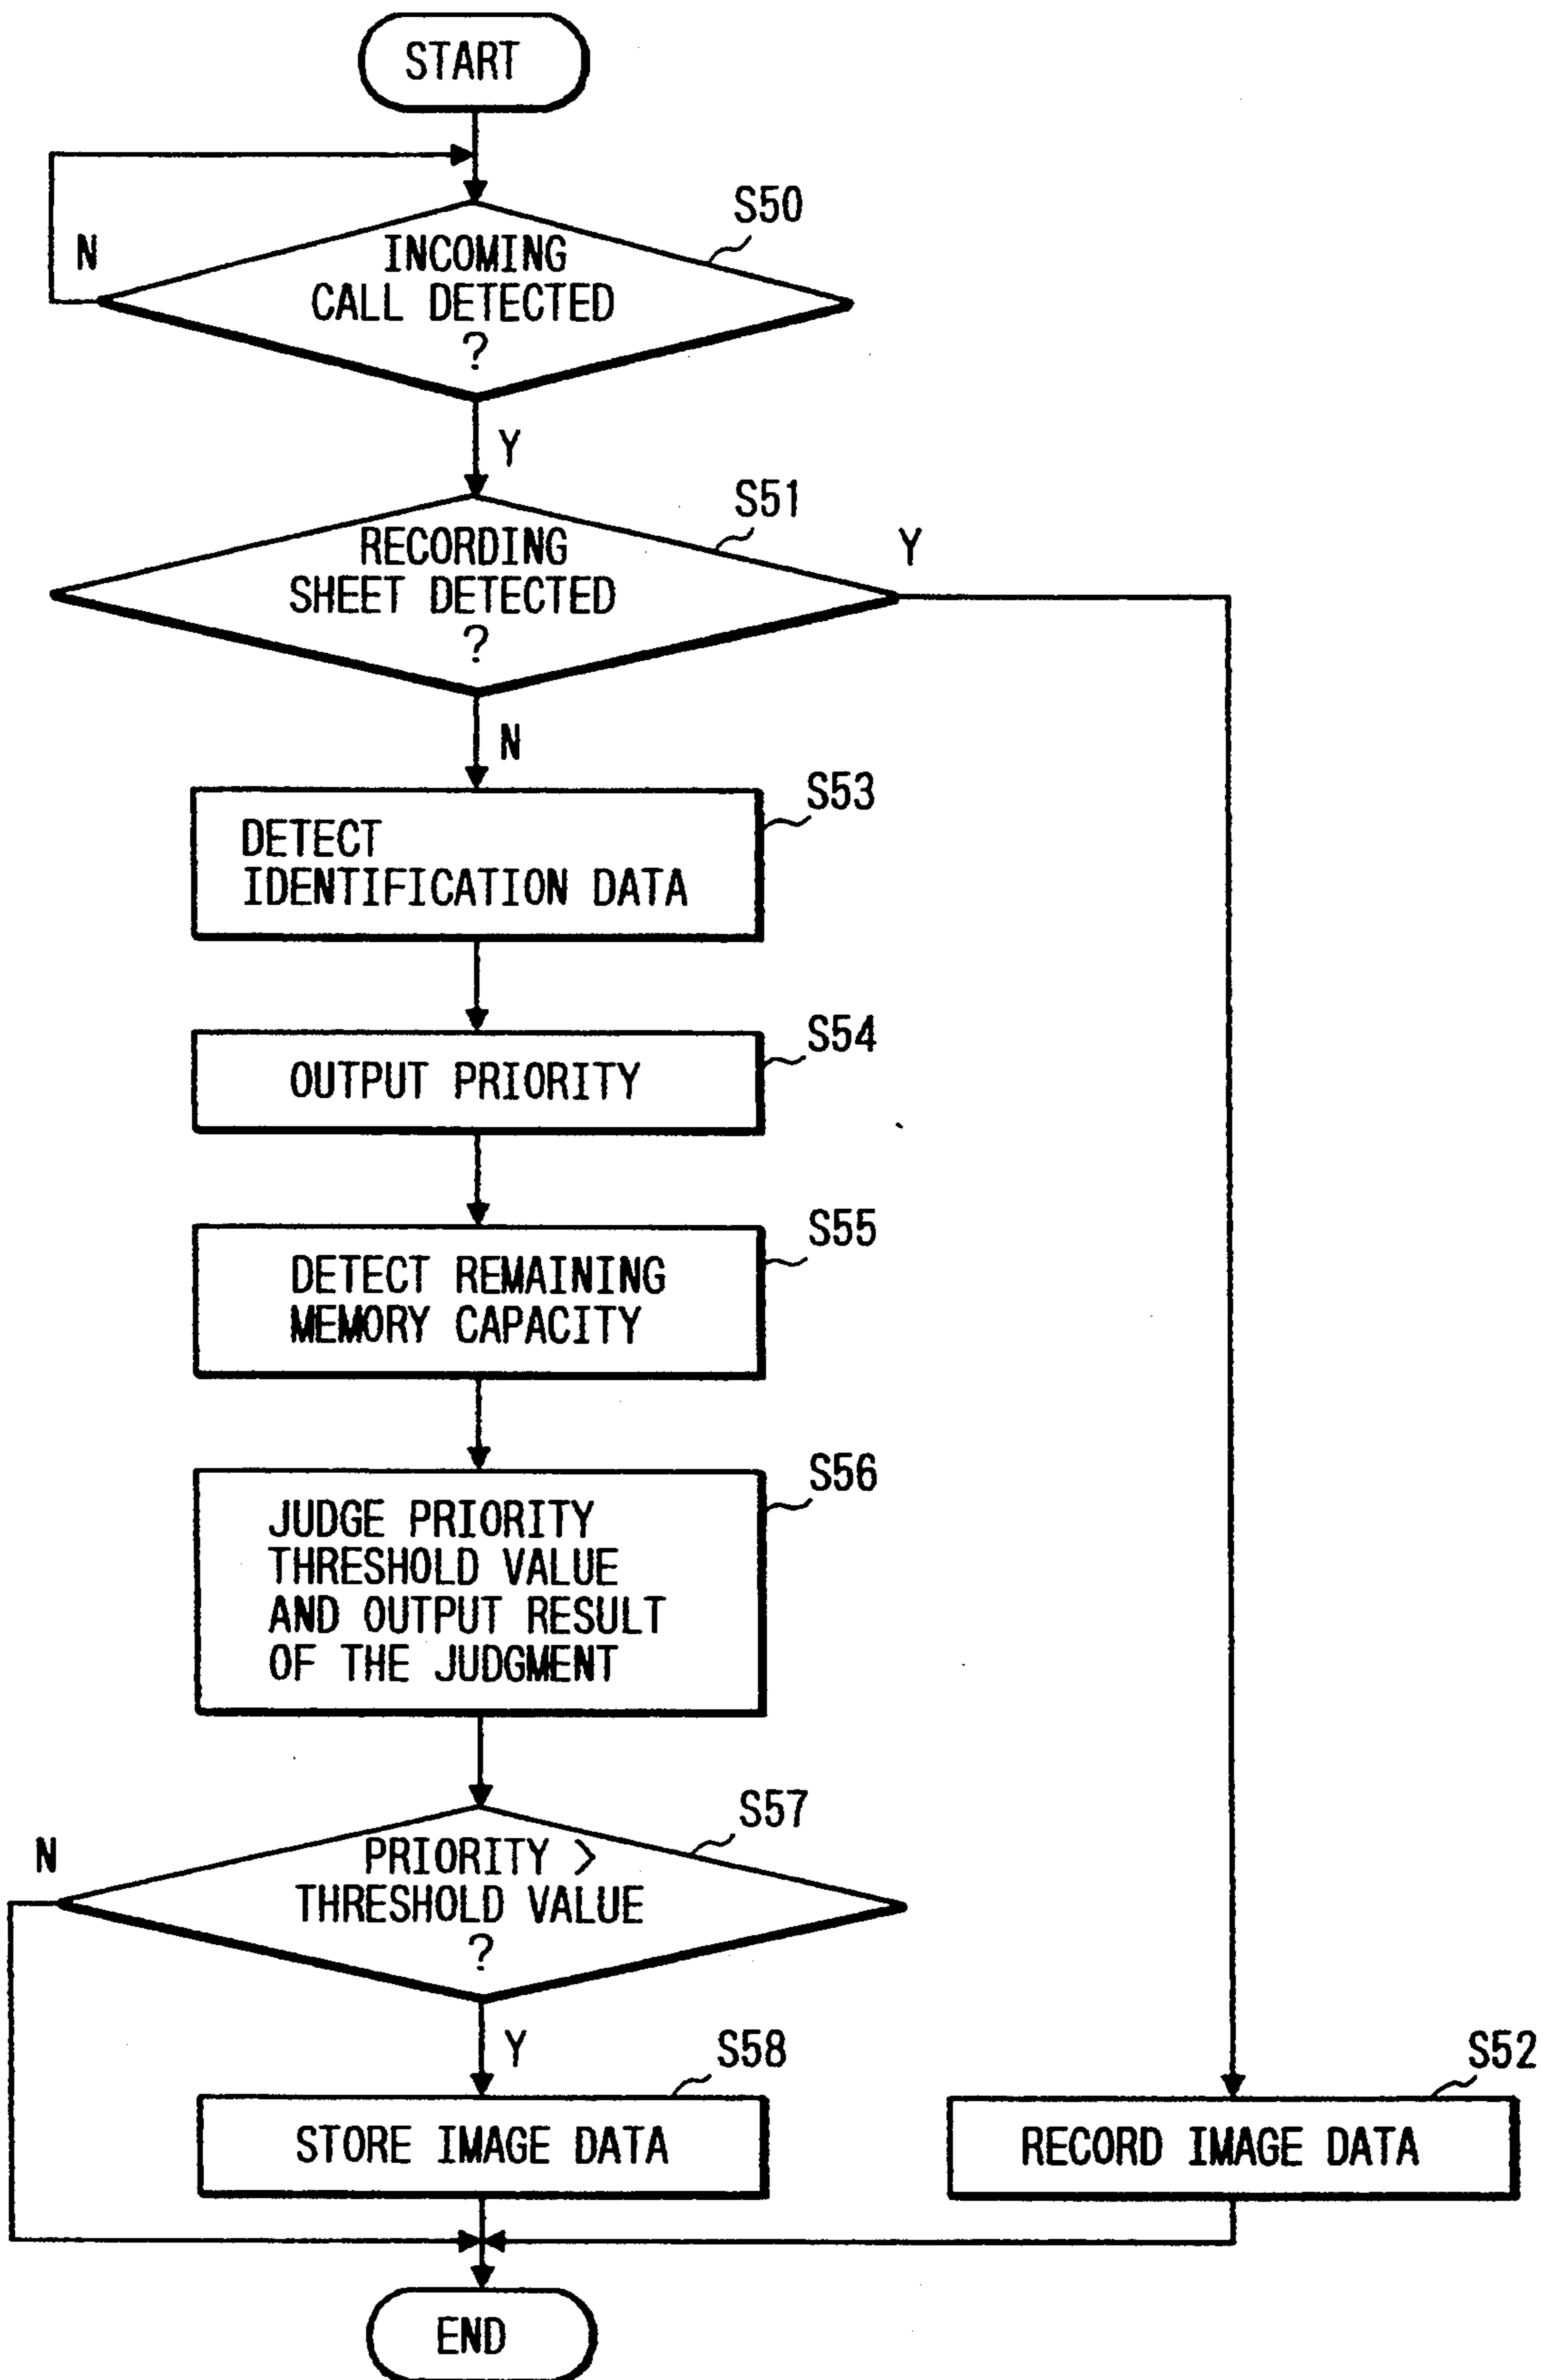 START
S50
N
INCOMING
CALL DETECTED
?
Y
S51
Y
RECORDING
SHEET DETECTED
?
N
S53
DETECT
IDENTIFICATION DATA
S54
OUTPUT PRIORITY
S55
DETECT REMAINING
MEMORY CAPACITY
S56
JUDGE PRIORITY
THRESHOLD VALUE
AND OUTPUT RESULT
OF THE JUDGMENT
S57
N
PRIORITY >
THRESHOLD VALUE
?
Y
S58
S52
STORE IMAGE DATA
RECORD IMAGE DATA
END